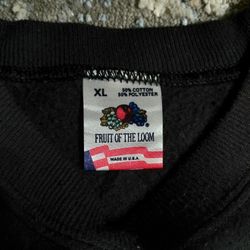 XL
50% COTTON
50% POLYESTER
®
FRUIT OF THE LOOM
MADE IN U.S.A.